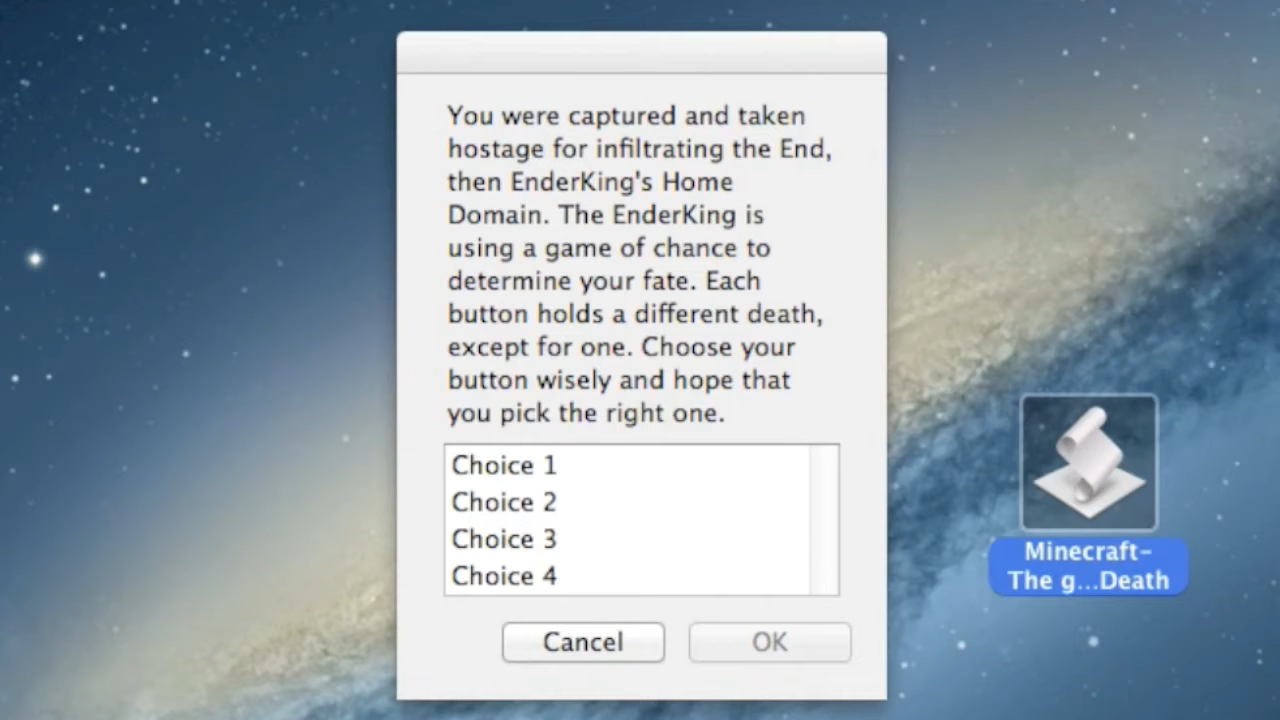 You were captured and taken
hostage for infiltrating the End,
then EnderKing's Home
Domain. The EnderKing is
using a game of chance to
determine your fate. Each
button holds a different death,
except for one. Choose your
button wisely and hope that
you pick the right one.
Choice 1
Choice 2
Choice 3
Choice 4
Cancel
OK
Minecraft-
The g...Death